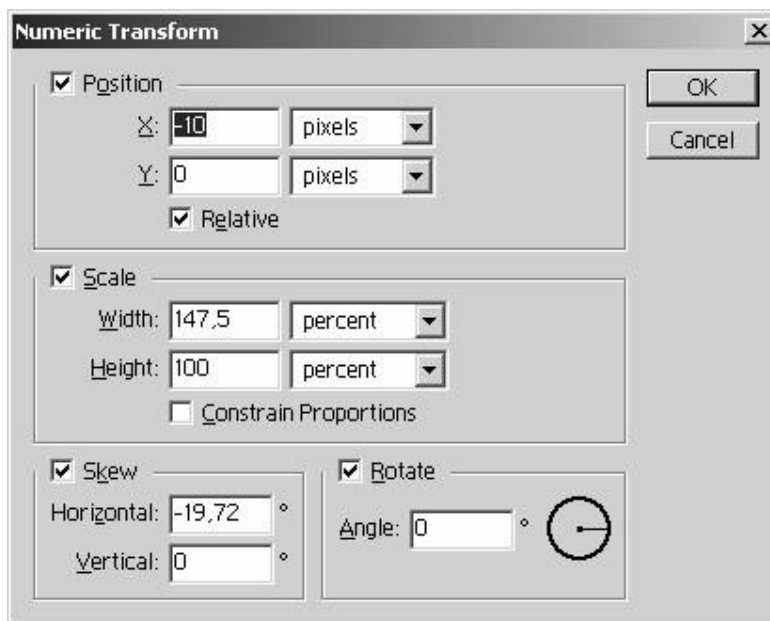 Numeric Transform
Position
OK
X: -10 pixels
Cancel
Y: 0 pixels
Relative
Scale
Width: 147,5 percent
Height: 100 percent
Constrain Proportions
Skew
Horizontal: -19,72 °
Vertical: 0 °
Rotate
Angle: 0 °